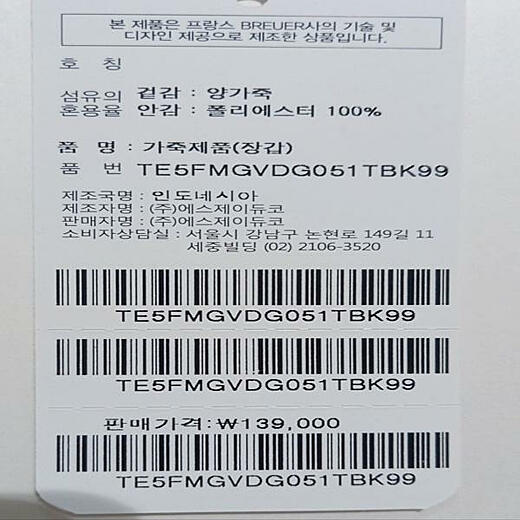 본 제품은 프랑스 BREUER사의 기술 및
디자인 제공으로 제조한 상품입니다.
호 칭
섬유의 겉감 : 양가죽
혼용율 안감 : 폴리에스터 100%
품 명 : 가죽제품(장갑)
품 번 TE5FMGVDG051TBK99
제조국명 : 인도네시아
제조자명 : (주)에스제이듀코
판매자명 : (주)에스제이듀코
소비자상담실 : 서울시 강남구 논현로 149길 11
세중빌딩 (02) 2106-3520
TE5FMGVDG051TBK99
TE5FMGVDG051TBK99
판매가격:₩139,000
TE5FMGVDG051TBK99